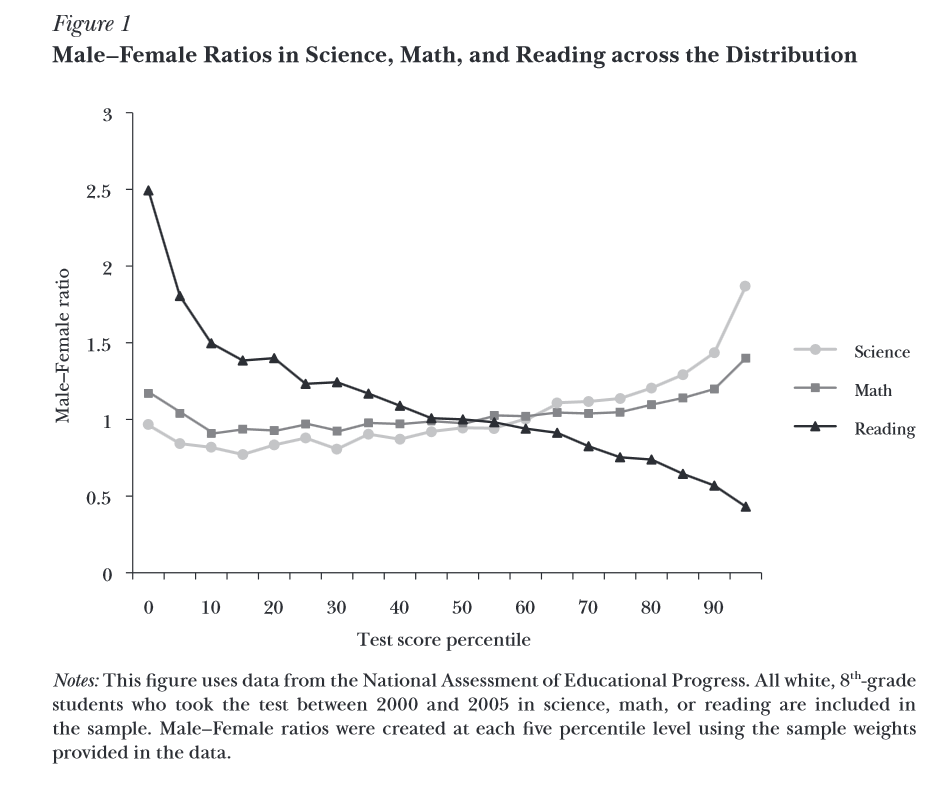 Figure 1
Male–Female Ratios in Science, Math, and Reading across the Distribution
3
2.5
2
1.5
1
0.5
0
Male–Female ratio
0 10 20 30 40 50 60 70 80 90
Test score percentile
Science
Math
Reading
Notes: This figure uses data from the National Assessment of Educational Progress. All white, 8th-grade
students who took the test between 2000 and 2005 in science, math, or reading are included in
the sample. Male–Female ratios were created at each five percentile level using the sample weights
provided in the data.